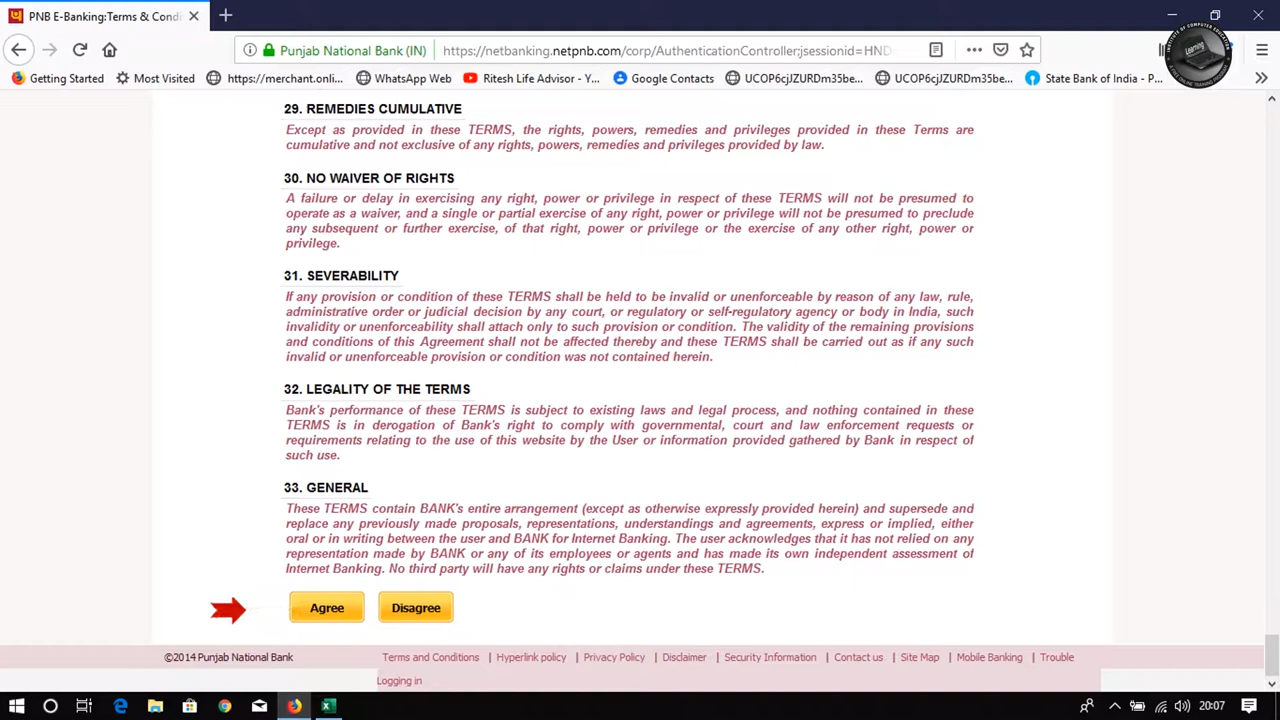 PNB E-Banking:Terms & Condi
Punjab National Bank (IN)
https://netbanking.netpnb.com/corp/AuthenticationController;jsessionid=HND
Getting Started
Most Visited
https://merchant.onli...
WhatsApp Web
Ritesh Life Advisor - Y...
Google Contacts
UCOP6cjJZURDm35be...
UCOP6cjJZURDm35be...
State Bank of India - P...
Learning
29. REMEDIES CUMULATIVE
Except as provided in these TERMS, the rights, powers, remedies and privileges provided in these Terms are
cumulative and not exclusive of any rights, powers, remedies and privileges provided by law.
30. NO WAIVER OF RIGHTS
A failure or delay in exercising any right, power or privilege in respect of these TERMS will not be presumed to
operate as a waiver, and a single or partial exercise of any right, power or privilege will not be presumed to preclude
any subsequent or further exercise, of that right, power or privilege or the exercise of any other right, power or
privilege.
31. SEVERABILITY
If any provision or condition of these TERMS shall be held to be invalid or unenforceable by reason of any law, rule,
administrative order or judicial decision by any court, or regulatory or self-regulatory agency or body in India, such
invalidity or unenforceability shall attach only to such provision or condition. The validity of the remaining provisions
and conditions of this Agreement shall not be affected thereby and these TERMS shall be carried out as if any such
invalid or unenforceable provision or condition was not contained herein.
32. LEGALITY OF THE TERMS
Bank's performance of these TERMS is subject to existing laws and legal process, and nothing contained in these
TERMS is in derogation of Bank's right to comply with governmental, court and law enforcement requests or
requirements relating to the use of this website by the User or information provided gathered by Bank in respect of
such use.
33. GENERAL
These TERMS contain BANK's entire arrangement (except as otherwise expressly provided herein) and supersede and
replace any previously made proposals, representations, understandings and agreements, express or implied, either
oral or in writing between the user and BANK for Internet Banking. The user acknowledges that it has not relied on any
representation made by BANK or any of its employees or agents and has made its own independent assessment of
Internet Banking. No third party will have any rights or claims under these TERMS.
Agree
Disagree
©2014 Punjab National Bank
Terms and Conditions | Hyperlink policy | Privacy Policy | Disclaimer | Security Information | Contact us | Site Map | Mobile Banking | Trouble
Logging in
20:07